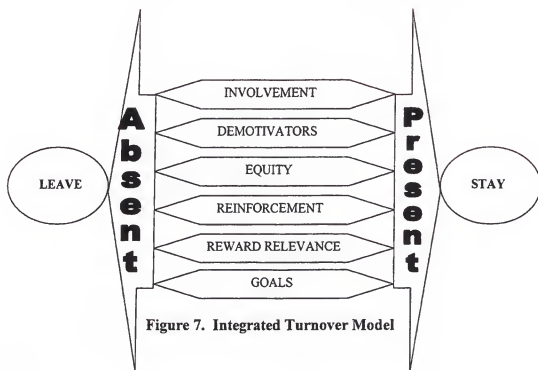 INVOLVEMENT
DEMOTIVATORS
EQUITY
REINFORCEMENT
REWARD RELEVANCE
GOALS
Absent
Present
LEAVE
STAY
Figure 7. Integrated Turnover Model